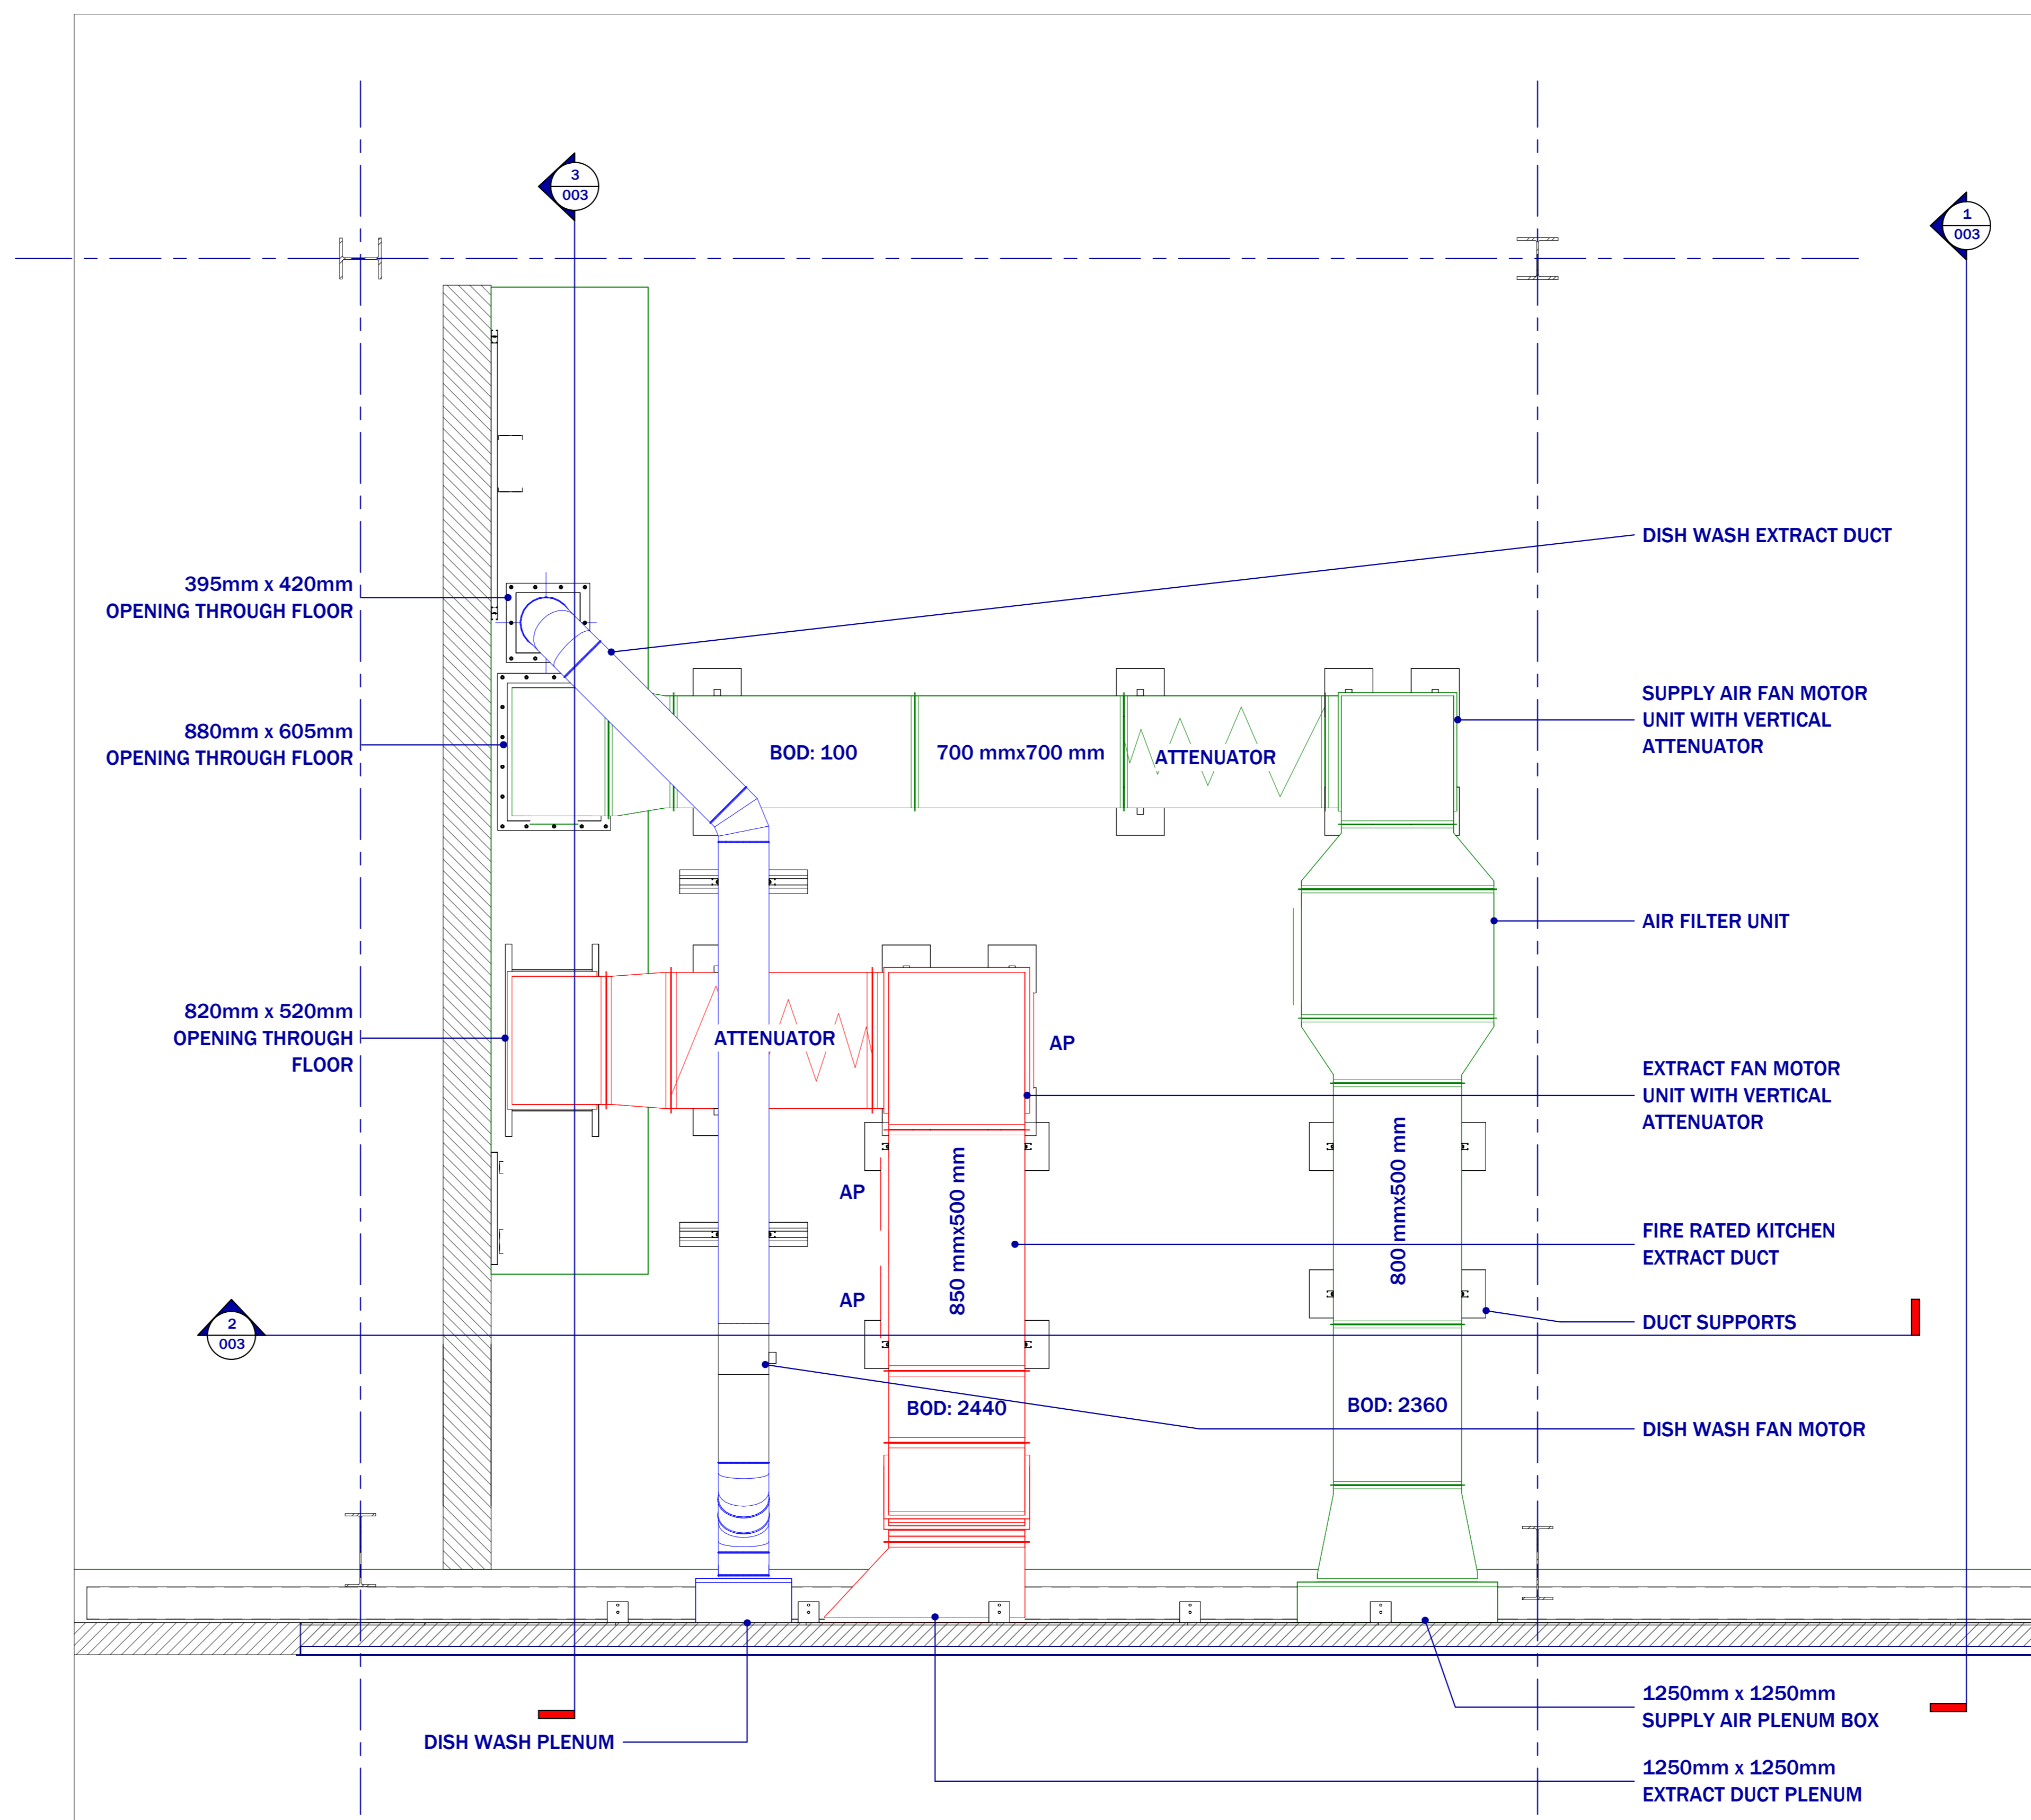 3
003
1
003
DISH WASH EXTRACT DUCT
395mm x 420mm
OPENING THROUGH FLOOR
SUPPLY AIR FAN MOTOR
UNIT WITH VERTICAL
ATTENUATOR
880mm x 605mm
OPENING THROUGH FLOOR
BOD: 100
700 mmx700 mm
ATTENUATOR
AIR FILTER UNIT
820mm x 520mm
OPENING THROUGH
FLOOR
ATTENUATOR
AP
EXTRACT FAN MOTOR
UNIT WITH VERTICAL
ATTENUATOR
AP
850 mmx500 mm
800 mmx500 mm
FIRE RATED KITCHEN
EXTRACT DUCT
AP
2
003
DUCT SUPPORTS
BOD: 2440
BOD: 2360
DISH WASH FAN MOTOR
1250mm x 1250mm
SUPPLY AIR PLENUM BOX
DISH WASH PLENUM
1250mm x 1250mm
EXTRACT DUCT PLENUM